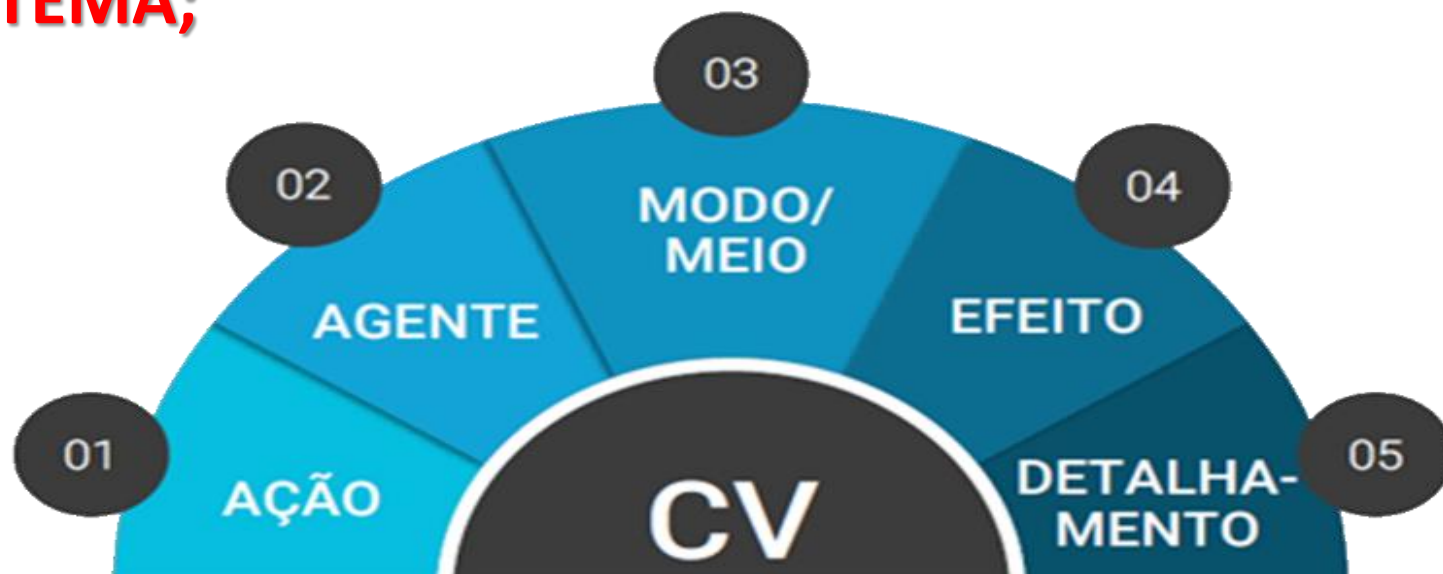 TEMA;
03
02
04
MODO/
MEIO
AGENTE
EFEITO
01
05
AÇÃO
DETALHA-
MENTO
CV